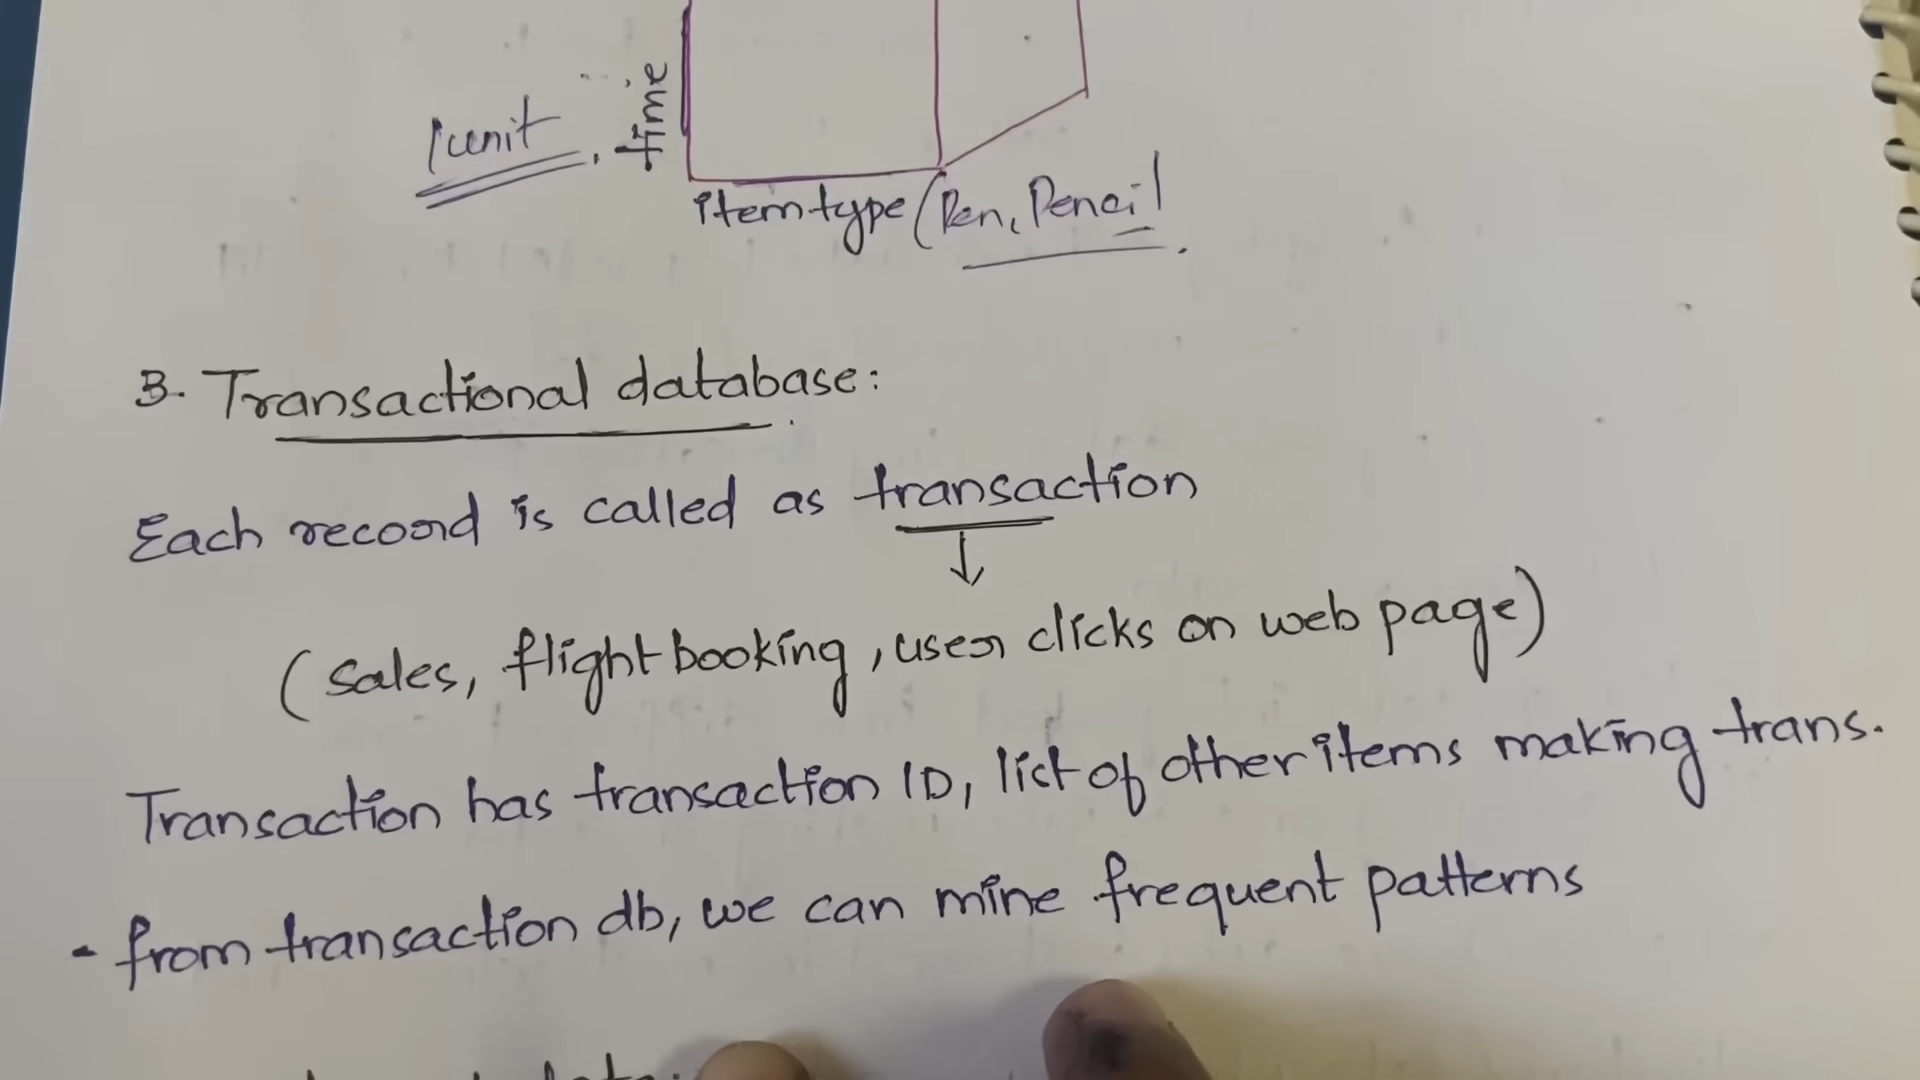 1unit
time
itemtype (Pen, Pencil
3. Transactional database:
Each record is called as transaction
(sales, flight booking, user clicks on web page)
Transaction has transaction ID, list of other items making trans.
- from transaction db, we can mine frequent patterns